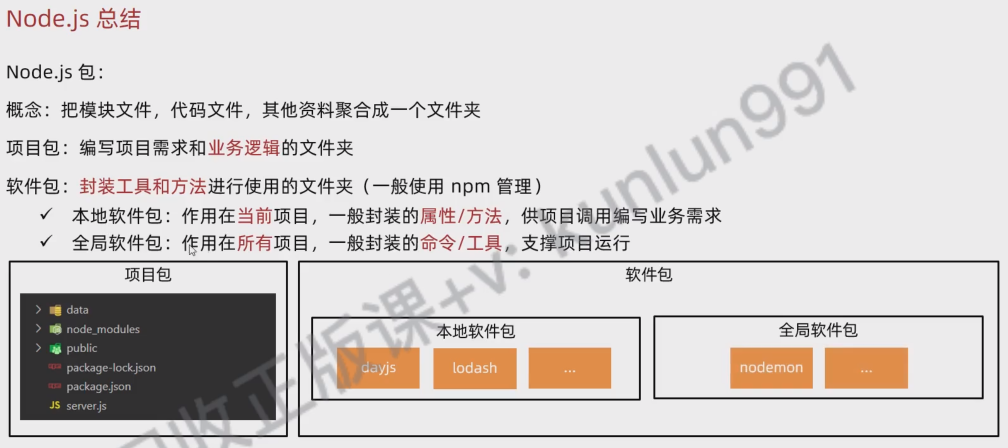 Node.js 总结
Node.js 包：
概念：把模块文件，代码文件，其他资料聚合成一个文件夹
项目包：编写项目需求和业务逻辑的文件夹
软件包：封装工具和方法进行使用的文件夹（一般使用 npm 管理）
✓ 本地软件包：作用在当前项目，一般封装的属性/方法，供项目调用编写业务需求
✓ 全局软件包：作用在所有项目，一般封装的命令/工具，支撑项目运行
项目包
data
node_modules
public
package-lock.json
package.json
JS server.js
软件包
本地软件包
dayjs
lodash
...
全局软件包
nodemon
...
回收正版课+v: kunlun991